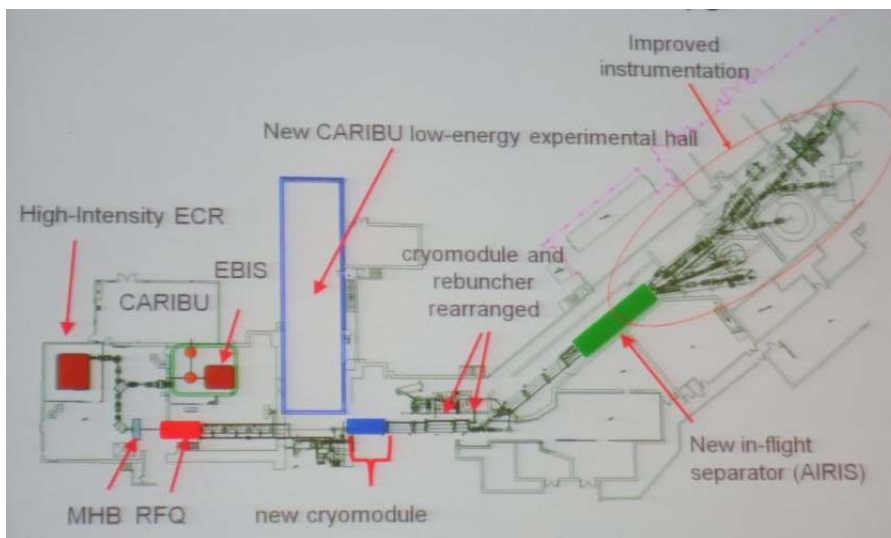 Improved
instrumentation
New CARIBU low-energy experimental hall
High-Intensity ECR
EBIS
CARIBU
cryomodule and
rebuncher
rearranged
New in-flight
separator (AIRIS)
MHB RFQ
new cryomodule